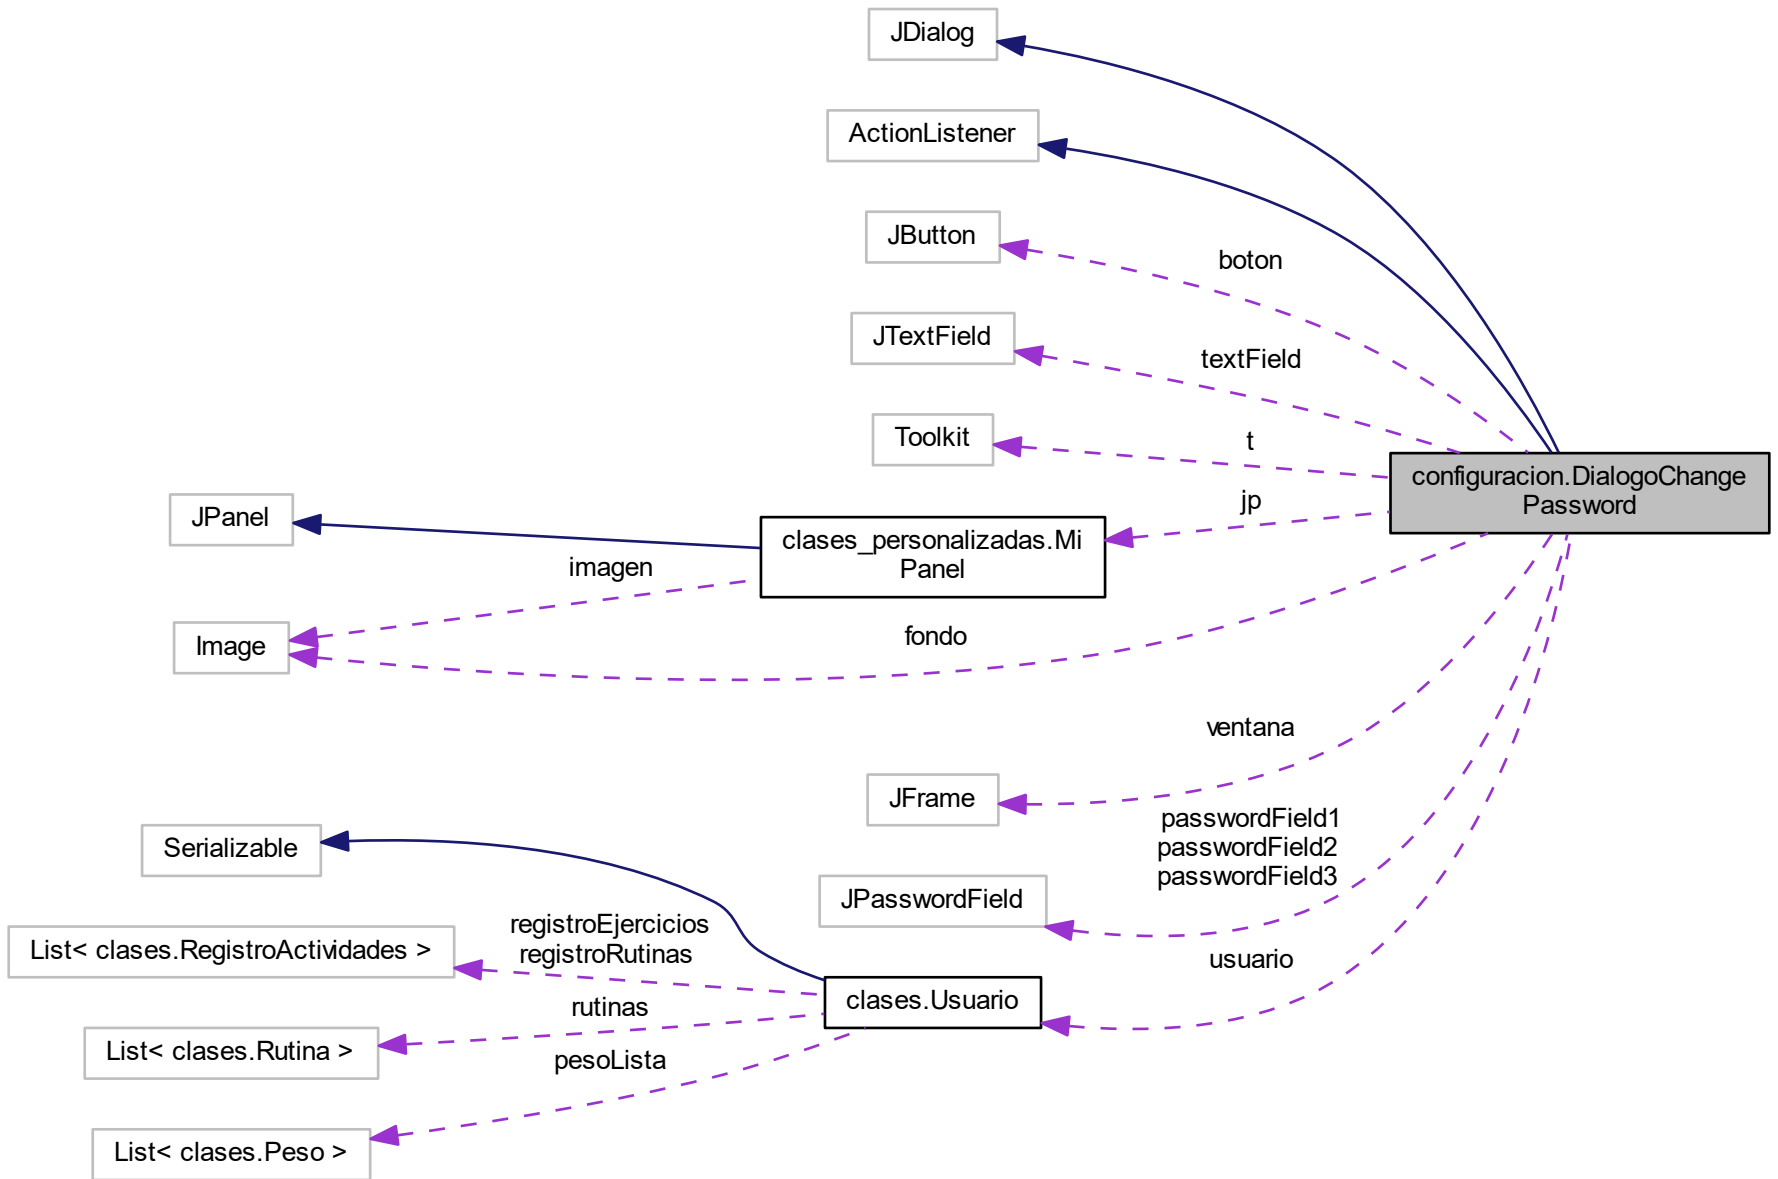 JDialog
ActionListener
JButton
boton
JTextField
textField
Toolkit
t
configuracion.DialogoChange
Password
JPanel
jp
clases_personalizadas.Mi
Panel
imagen
Image
fondo
ventana
JFrame
passwordField1
passwordField2
passwordField3
Serializable
JPasswordField
registroEjercicios
registroRutinas
List< clases.RegistroActividades >
usuario
clases.Usuario
rutinas
List< clases.Rutina >
pesoLista
List< clases.Peso >